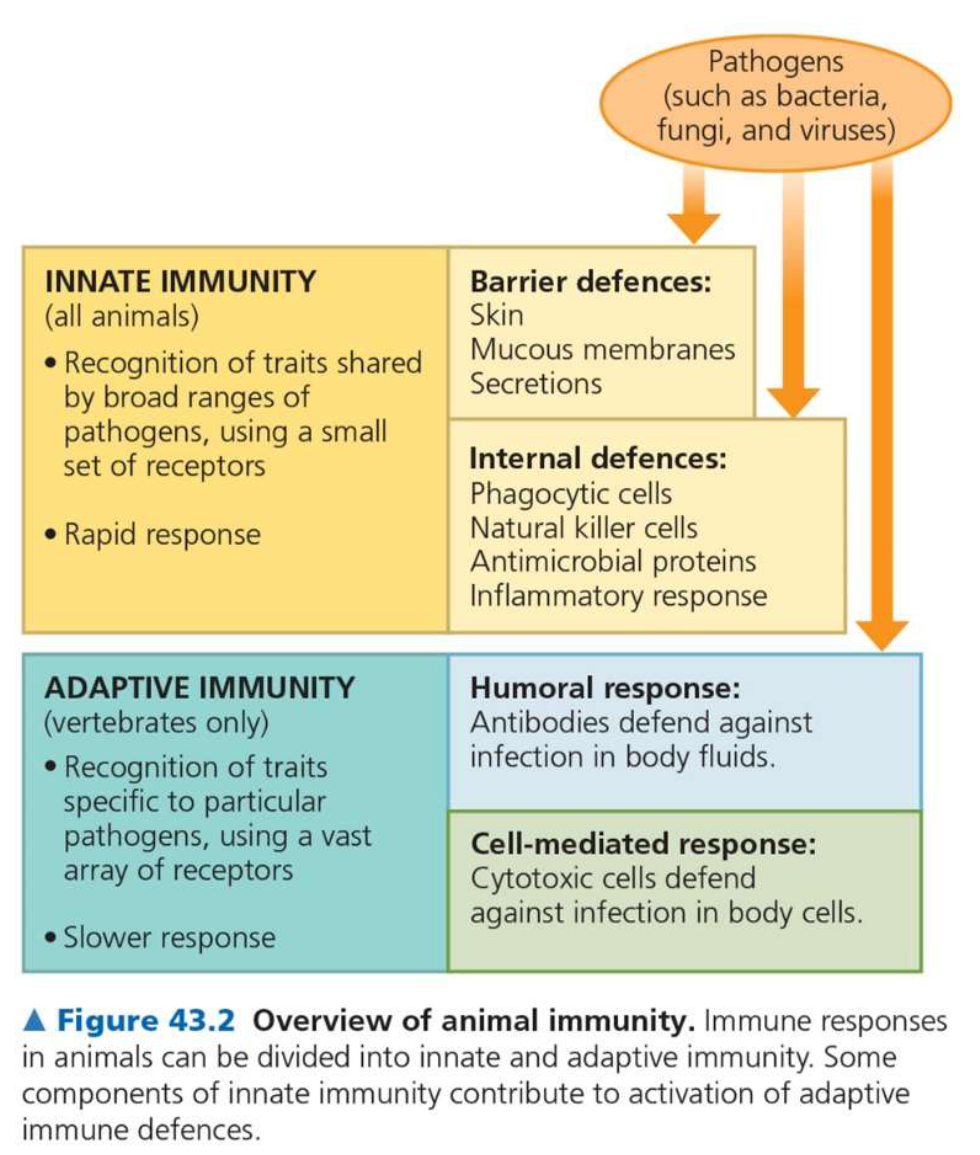 Pathogens
(such as bacteria,
fungi, and viruses)
INNATE IMMUNITY
(all animals)
• Recognition of traits shared
by broad ranges of
pathogens, using a small
set of receptors
• Rapid response
Barrier defences:
Skin
Mucous membranes
Secretions
Internal defences:
Phagocytic cells
Natural killer cells
Antimicrobial proteins
Inflammatory response
ADAPTIVE IMMUNITY
(vertebrates only)
• Recognition of traits
specific to particular
pathogens, using a vast
array of receptors
• Slower response
Humoral response:
Antibodies defend against
infection in body fluids.
Cell-mediated response:
Cytotoxic cells defend
against infection in body cells.
▲ Figure 43.2 Overview of animal immunity. Immune responses
in animals can be divided into innate and adaptive immunity. Some
components of innate immunity contribute to activation of adaptive
immune defences.